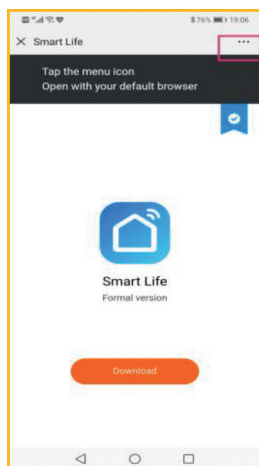 76% 19:06
Smart Life
Tap the menu icon
Open with your default browser
Smart Life
Formal version
Download